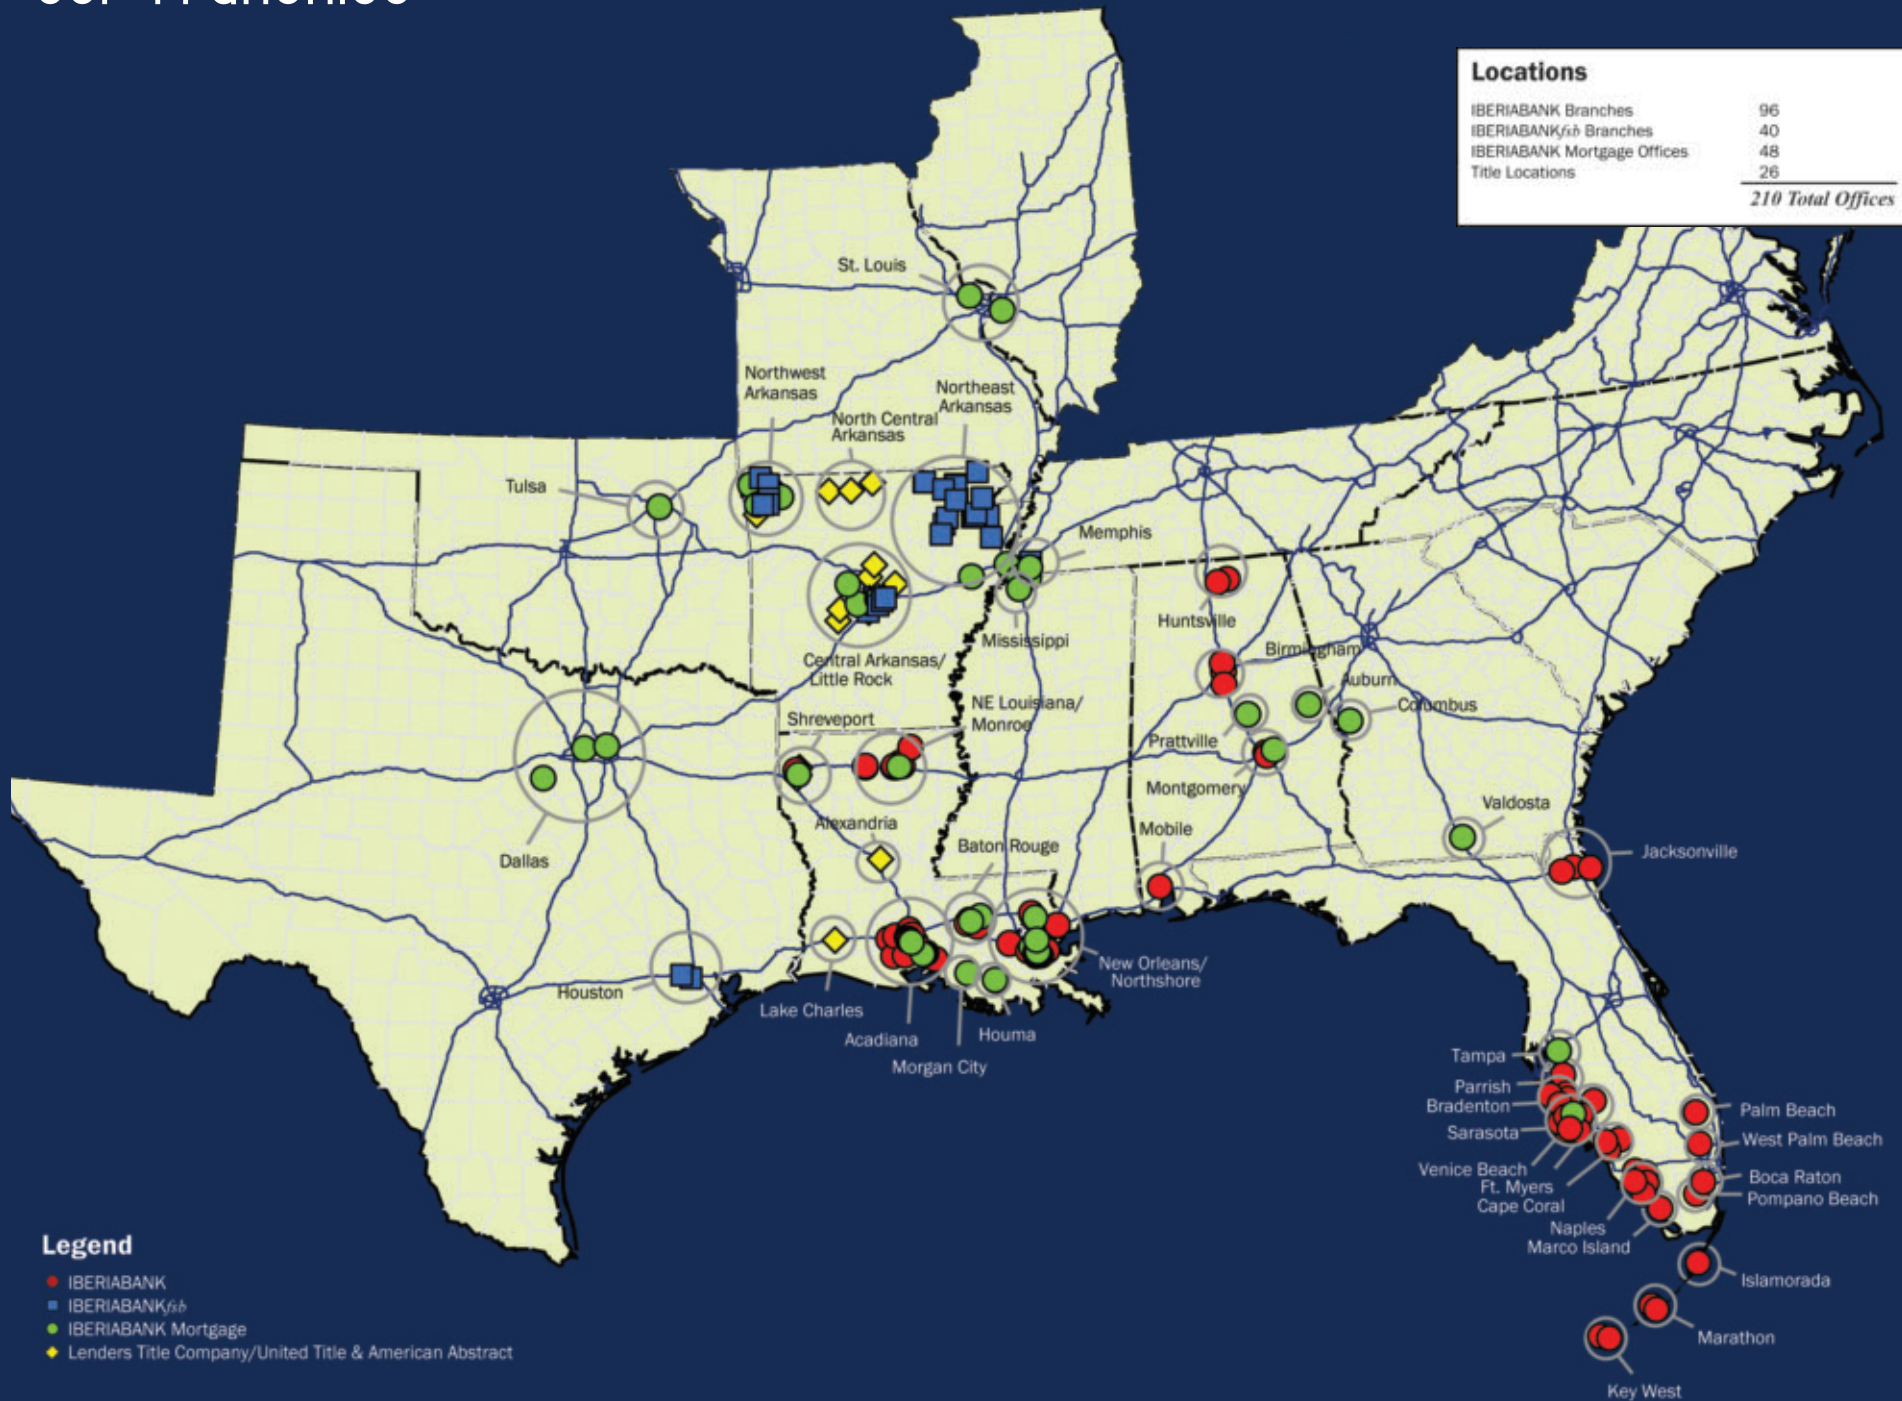 Locations
IBERIABANK Branches 96
IBERIABANKfsb Branches 40
IBERIABANK Mortgage Offices 48
Title Locations 26
210 Total Offices
St. Louis
Northwest
Arkansas
Northeast
Arkansas
North Central
Arkansas
Tulsa
Memphis
Mississippi
Huntsville
Birmingham
Central Arkansas/
Little Rock
Auburn
Columbus
NE Louisiana/
Monroe
Shreveport
Prattville
Montgomery
Valdosta
Alexandria
Mobile
Baton Rouge
Jacksonville
Dallas
New Orleans/
Northshore
Houston
Lake Charles
Acadiana
Houma
Morgan City
Tampa
Parrish
Bradenton
Sarasota
Venice Beach
Ft. Myers
Cape Coral
Naples
Marco Island
Palm Beach
West Palm Beach
Boca Raton
Pompano Beach
Islamorada
Marathon
Key West
Legend
IBERIABANK
IBERIABANKfsb
IBERIABANK Mortgage
Lenders Title Company/United Title & American Abstract